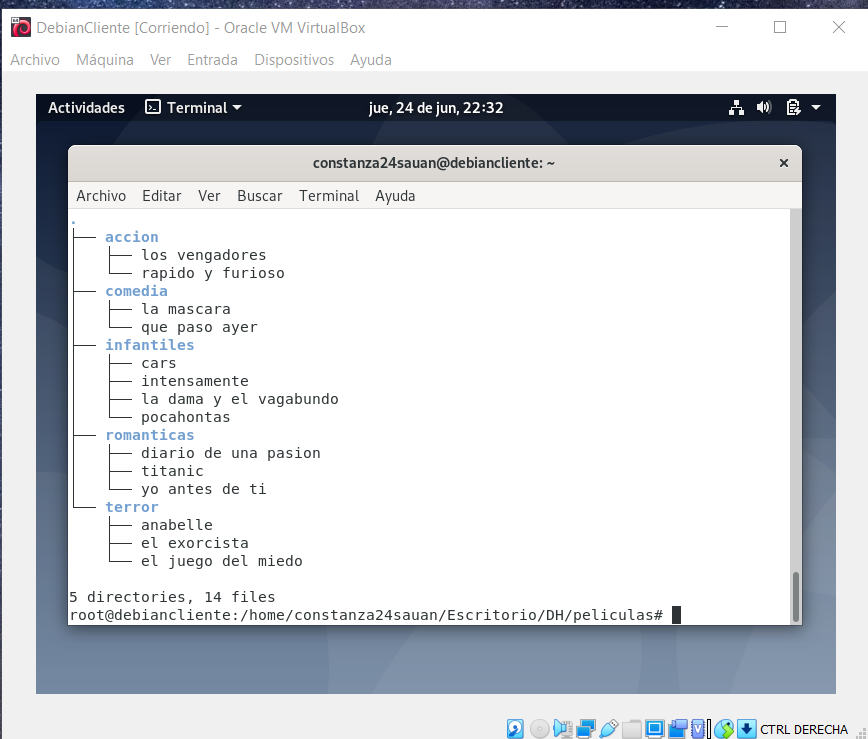 DebianCliente [Corriendo] - Oracle VM VirtualBox
Archivo Máquina Ver Entrada Dispositivos Ayuda
Actividades Terminal jue, 24 de jun, 22:32
constanza24sauan@debiancliente: ~
Archivo Editar Ver Buscar Terminal Ayuda
.
├── accion
│   ├── los vengadores
│   └── rapido y furioso
├── comedia
│   ├── la mascara
│   └── que paso ayer
├── infantiles
│   ├── cars
│   ├── intensamente
│   ├── la dama y el vagabundo
│   └── pocahontas
├── romanticas
│   ├── diario de una pasion
│   ├── titanic
│   └── yo antes de ti
└── terror
    ├── anabelle
    ├── el exorcista
    └── el juego del miedo
5 directories, 14 files
root@debiancliente:/home/constanza24sauan/Escritorio/DH/peliculas#
CTRL DERECHA